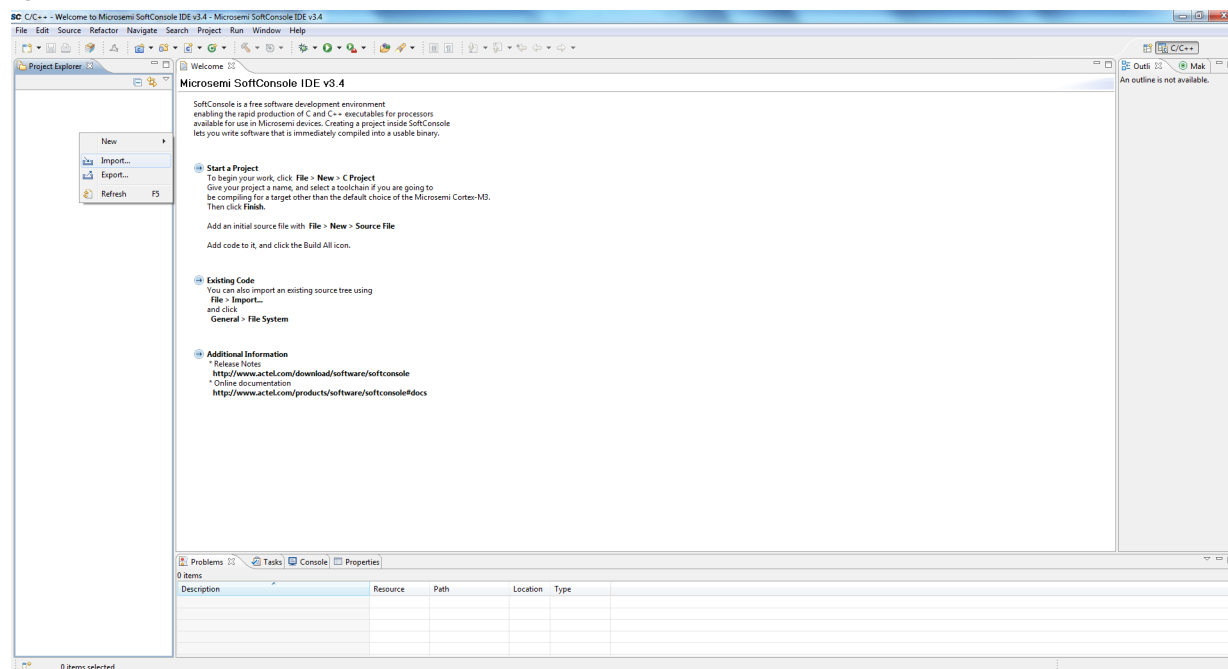 SC C/C++ - Welcome to Microsemi SoftConsole IDE v3.4 - Microsemi SoftConsole IDE v3.4
File Edit Source Refactor Navigate Search Project Run Window Help
C/C++
Project Explorer
Welcome
Outli
Mak
An outline is not available.
Microsemi SoftConsole IDE v3.4
SoftConsole is a free software development environment
enabling the rapid production of C and C++ executables for processors
available for use in Microsemi devices. Creating a project inside SoftConsole
lets you write software that is immediately compiled into a usable binary.
New
Import...
Export...
Refresh F5
Start a Project
To begin your work, click File > New > C Project
Give your project a name, and select a toolchain if you are going to
be compiling for a target other than the default choice of the Microsemi Cortex-M3.
Then click Finish.
Add an initial source file with File > New > Source File
Add code to it, and click the Build All icon.
Existing Code
You can also import an existing source tree using
File > Import...
and click
General > File System
Additional Information
* Release Notes
http://www.actel.com/download/software/softconsole
* Online documentation
http://www.actel.com/products/software/softconsole#docs
Problems Tasks Console Properties
0 items
Description Resource Path Location Type
0 items selected